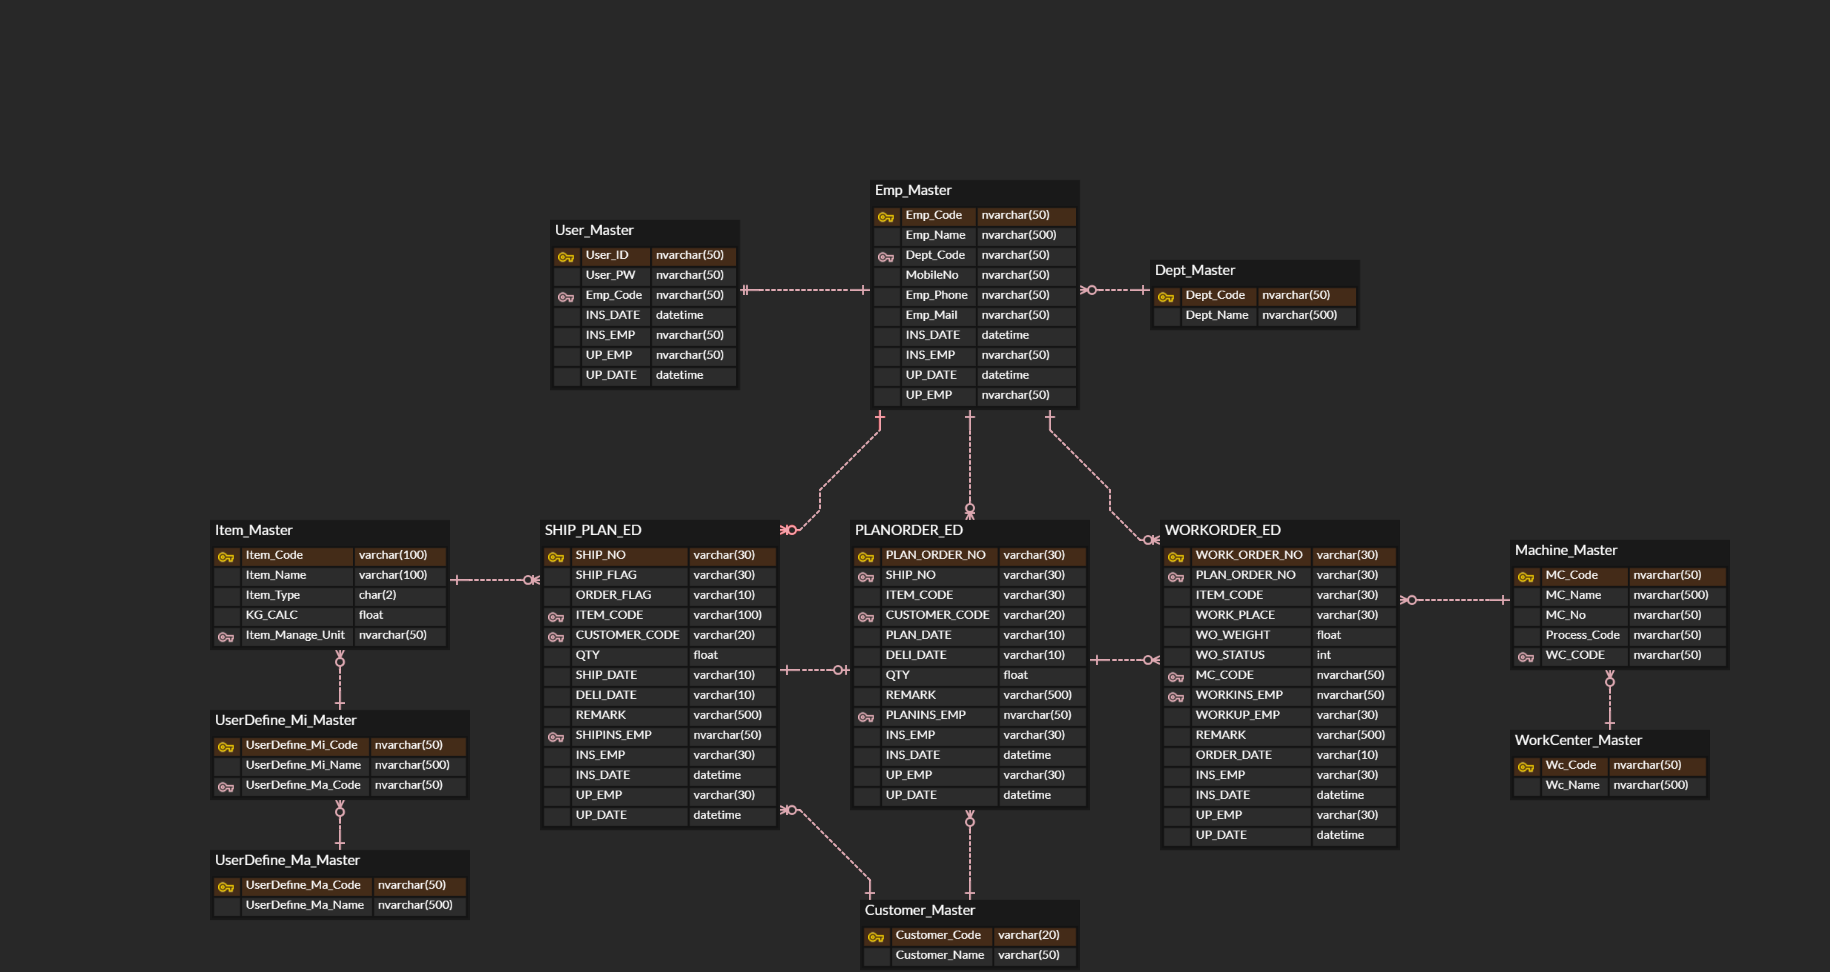 Emp_Master
Emp_Code nvarchar(50)
Emp_Name nvarchar(500)
Dept_Code nvarchar(50)
MobileNo nvarchar(50)
Emp_Phone nvarchar(50)
Emp_Mail nvarchar(50)
INS_DATE datetime
INS_EMP nvarchar(50)
UP_DATE datetime
UP_EMP nvarchar(50)
User_Master
User_ID nvarchar(50)
User_PW nvarchar(50)
Emp_Code nvarchar(50)
INS_DATE datetime
INS_EMP nvarchar(50)
UP_EMP nvarchar(50)
UP_DATE datetime
Dept_Master
Dept_Code nvarchar(50)
Dept_Name nvarchar(500)
Item_Master
Item_Code varchar(100)
Item_Name varchar(100)
Item_Type char(2)
KG_CALC float
Item_Manage_Unit nvarchar(50)
SHIP_PLAN_ED
SHIP_NO varchar(30)
SHIP_FLAG varchar(30)
ORDER_FLAG varchar(10)
ITEM_CODE varchar(100)
CUSTOMER_CODE varchar(20)
QTY float
SHIP_DATE varchar(10)
DELI_DATE varchar(10)
REMARK varchar(500)
SHIPINS_EMP nvarchar(50)
INS_EMP varchar(30)
INS_DATE datetime
UP_EMP varchar(30)
UP_DATE datetime
PLANORDER_ED
PLAN_ORDER_NO varchar(30)
SHIP_NO varchar(30)
ITEM_CODE varchar(30)
CUSTOMER_CODE varchar(20)
PLAN_DATE varchar(10)
DELI_DATE varchar(10)
QTY float
REMARK varchar(500)
PLANINS_EMP nvarchar(50)
INS_EMP varchar(30)
INS_DATE datetime
UP_EMP varchar(30)
UP_DATE datetime
WORKORDER_ED
WORK_ORDER_NO varchar(30)
PLAN_ORDER_NO varchar(30)
ITEM_CODE varchar(30)
WORK_PLACE varchar(30)
WO_WEIGHT float
WO_STATUS int
MC_CODE nvarchar(50)
WORKINS_EMP nvarchar(50)
WORKUP_EMP varchar(30)
REMARK varchar(500)
ORDER_DATE varchar(10)
INS_EMP varchar(30)
INS_DATE datetime
UP_EMP varchar(30)
UP_DATE datetime
Machine_Master
MC_Code nvarchar(50)
MC_Name nvarchar(500)
MC_No nvarchar(50)
Process_Code nvarchar(50)
WC_CODE nvarchar(50)
UserDefine_Mi_Master
UserDefine_Mi_Code nvarchar(50)
UserDefine_Mi_Name nvarchar(500)
UserDefine_Ma_Code nvarchar(50)
WorkCenter_Master
Wc_Code nvarchar(50)
Wc_Name nvarchar(500)
UserDefine_Ma_Master
UserDefine_Ma_Code nvarchar(50)
UserDefine_Ma_Name nvarchar(500)
Customer_Master
Customer_Code varchar(20)
Customer_Name varchar(50)